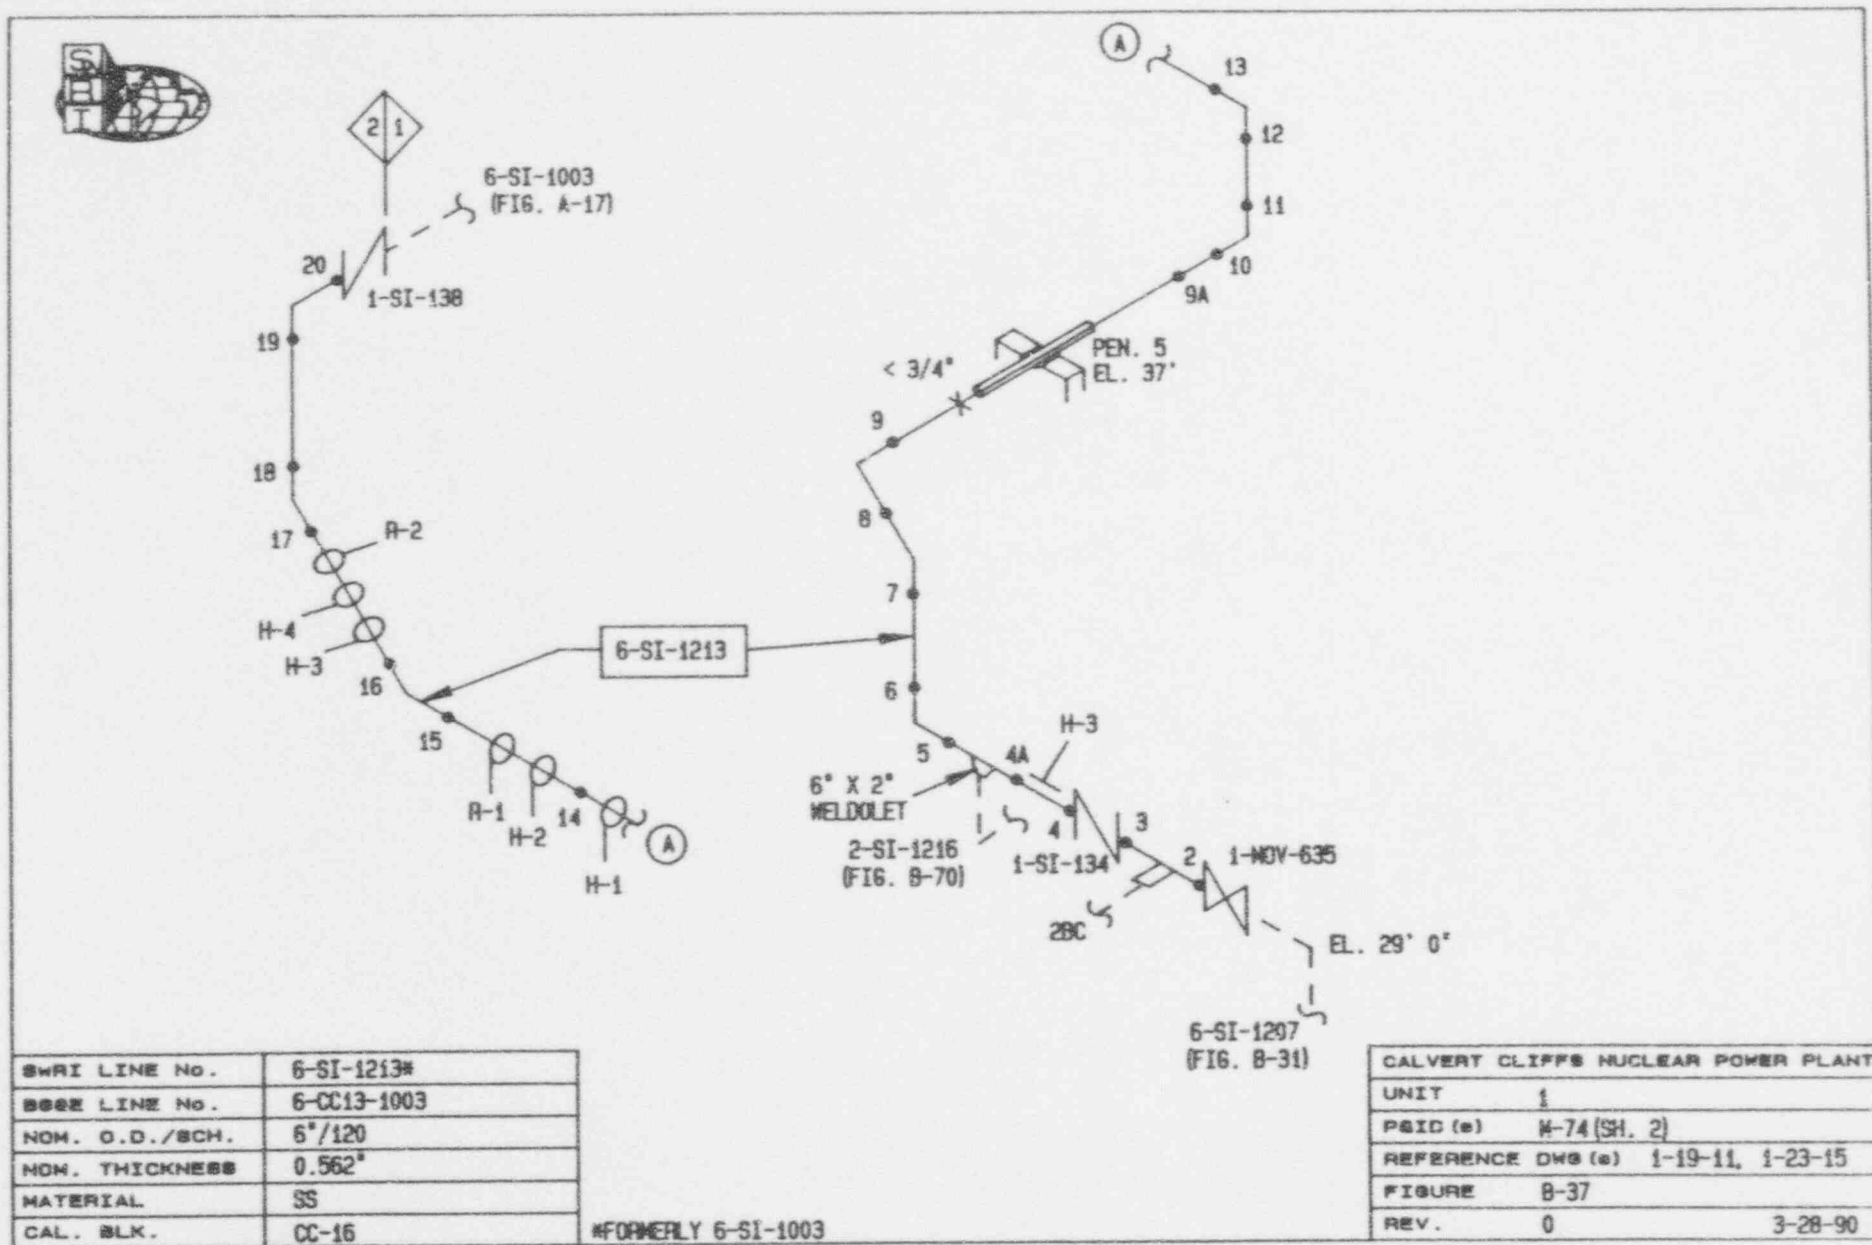 S
R
I
2 1
6-SI-1003
(FIG. A-17)
20
1-SI-138
19
18
17
R-2
H-4
H-3
16
15
R-1
H-2
14
H-1
A
6-SI-1213
A
13
12
11
10
9A
PEN. 5
EL. 37'
< 3/4"
9
8
7
6
5
4A
H-3
6" X 2"
WELDOLET
2-SI-1216
(FIG. B-70)
4
1-SI-134
3
2
1-MOV-635
2BC
EL. 29' 0"
6-SI-1207
(FIG. B-31)
SWRI LINE No. 6-SI-1213*
BG&E LINE No. 6-CC13-1003
NOM. O.D./SCH. 6"/120
NOM. THICKNESS 0.562"
MATERIAL SS
CAL. BLK. CC-16
*FORMERLY 6-SI-1003
CALVERT CLIFFS NUCLEAR POWER PLANT
UNIT 1
P&ID(s) M-74(SH. 2)
REFERENCE DWG(s) 1-19-11, 1-23-15
FIGURE B-37
REV. 0 3-28-90